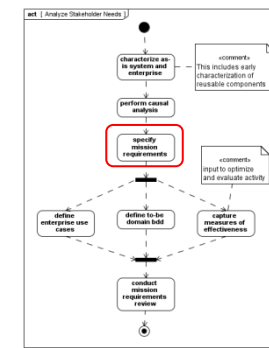 act [ Analyze Stakeholder Needs ]
characterize as-
is system and
enterprise
«comment»
This includes early
characterization of
reusable components
perform causal
analysis
specify
mission
requirements
«comment»
input to optimize
and evaluate activity
define
enterprise use
cases
define to-be
domain bdd
capture
measures of
effectiveness
conduct
mission
requirements
review